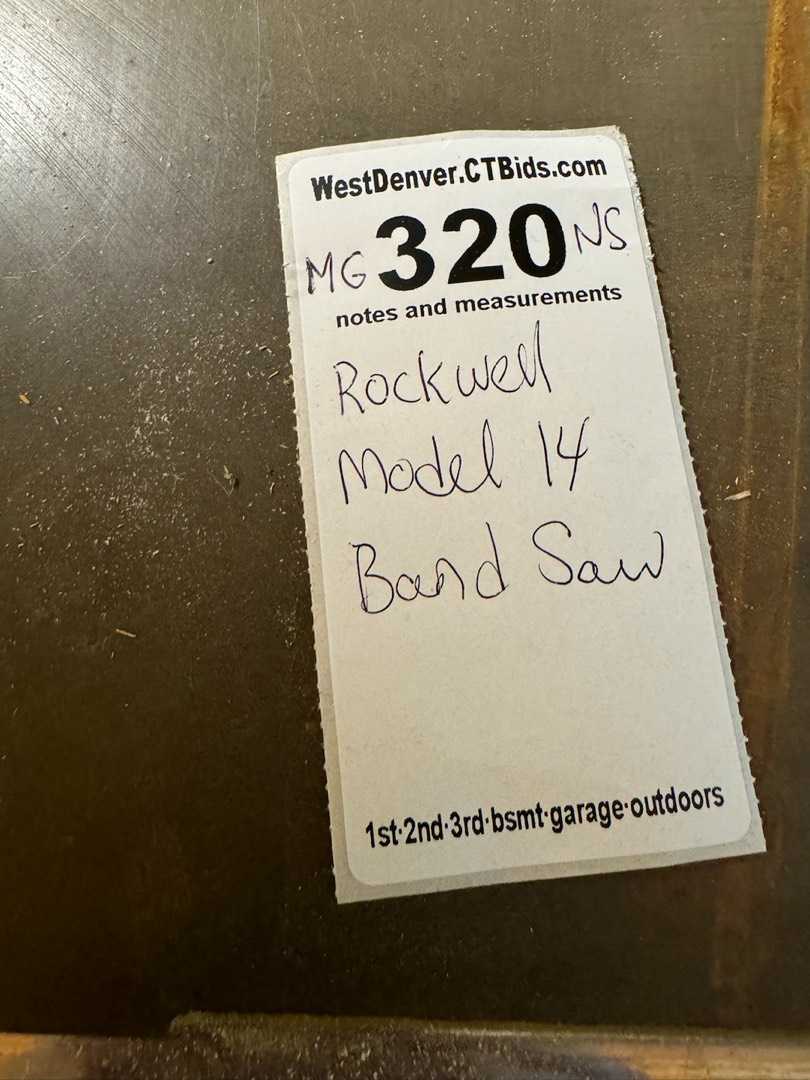 WestDenver.CTBids.com
MG 320 NS
notes and measurements
Rockwell
Model 14
Band Saw
1st·2nd·3rd·bsmt·garage·outdoors